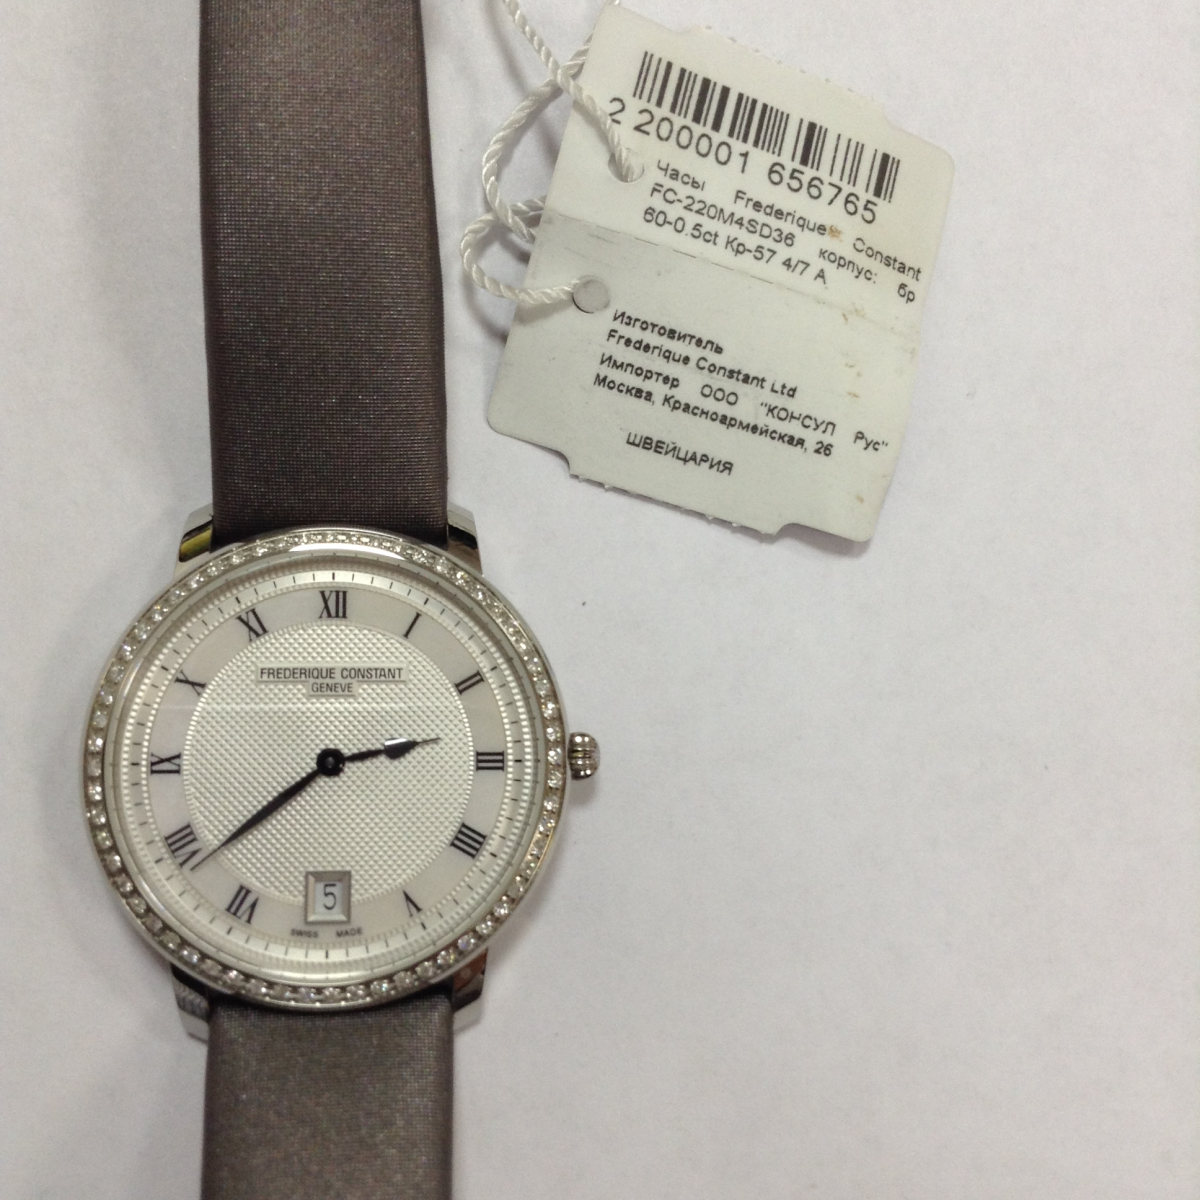 2 200001 656765
Часы Frederique Constant
FC-220M4SD36 корпус: бр
60-0.5ct Кр-57 4/7 А
Изготовитель
Frederique Constant Ltd
Импортер ООО "КОНСУЛ Рус"
Москва, Красноармейская, 26
ШВЕЙЦАРИЯ
XII
I
II
III
IIII
V
VII
VIII
IX
X
XI
FREDERIQUE CONSTANT
GENEVE
5
SWISS MADE